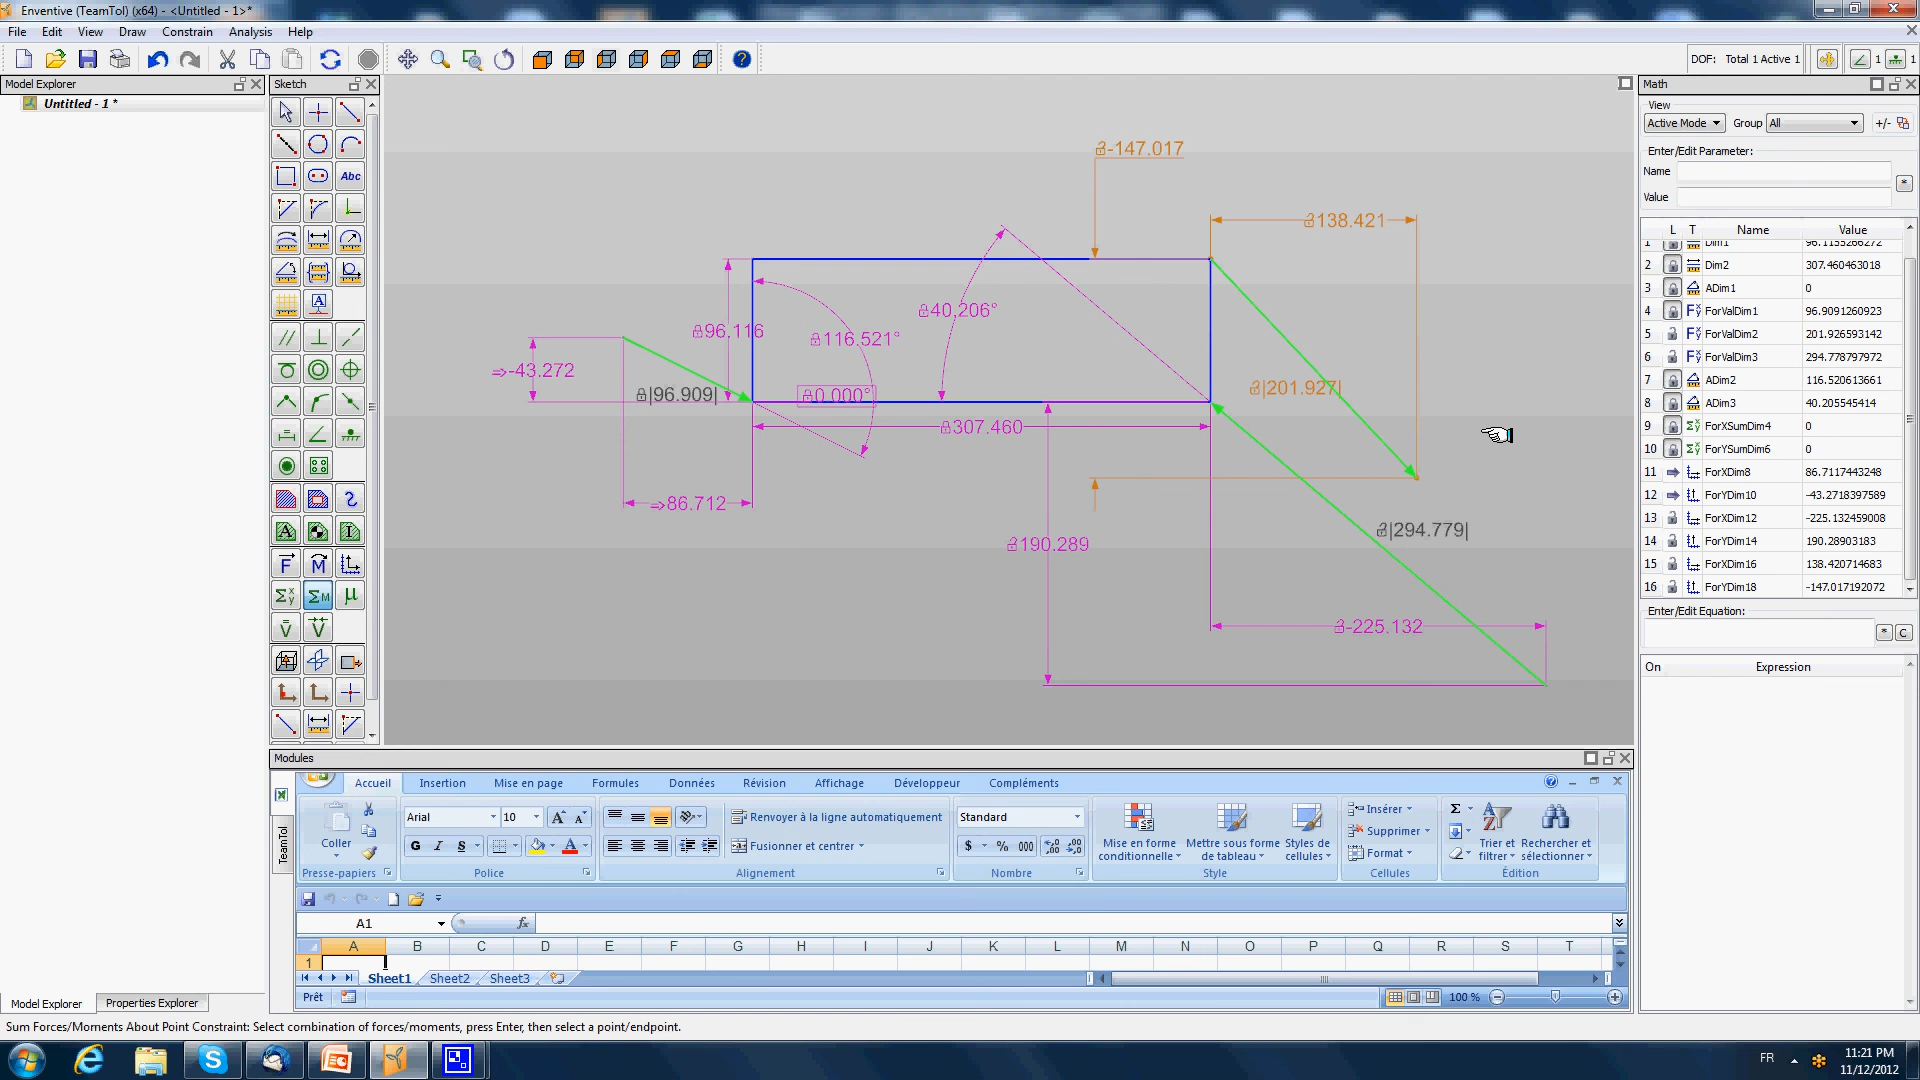 Enventive (TeamTol) (x64) - <Untitled - 1>*
File Edit View Draw Constrain Analysis Help
DOF: Total 1 Active 1
1
1
Model Explorer
Untitled - 1 *
Sketch
Abc
-147.017
138.421
40,206°
96.116
116.521°
⇒-43.272
|96.909|
0.000°
|201.927|
307.460
⇒86.712
190.289
|294.779|
-225.132
Math
View
Active Mode Group All +/-
Enter/Edit Parameter:
Name
Value
L T Name Value
1 Dim1 96.1155266272
2 Dim2 307.460463018
3 ADim1 0
4 ForValDim1 96.9091260923
5 ForValDim2 201.926593142
6 ForValDim3 294.778797972
7 ADim2 116.520613661
8 ADim3 40.205545414
9 ForXSumDim4 0
10 ForYSumDim6 0
11 ForXDim8 86.7117443248
12 ForYDim10 -43.2718397589
13 ForXDim12 -225.132459008
14 ForYDim14 190.28903183
15 ForXDim16 138.420714683
16 ForYDim18 -147.017192072
Enter/Edit Equation:
* C
On Expression
Modules
TeamTol
Accueil Insertion Mise en page Formules Données Révision Affichage Développeur Compléments
Coller
Presse-papiers
Arial 10
G I S
Police
Renvoyer à la ligne automatiquement
Fusionner et centrer
Alignement
Standard
$ % 000
Nombre
Mise en forme conditionnelle
Mettre sous forme de tableau
Styles de cellules
Style
Insérer
Supprimer
Format
Cellules
Trier et filtrer
Rechercher et sélectionner
Édition
A1
fx
A B C D E F G H I J K L M N O P Q R S T
1
Sheet1 Sheet2 Sheet3
Prêt
100 %
Model Explorer Properties Explorer
Sum Forces/Moments About Point Constraint: Select combination of forces/moments, press Enter, then select a point/endpoint.
FR
11:21 PM
11/12/2012